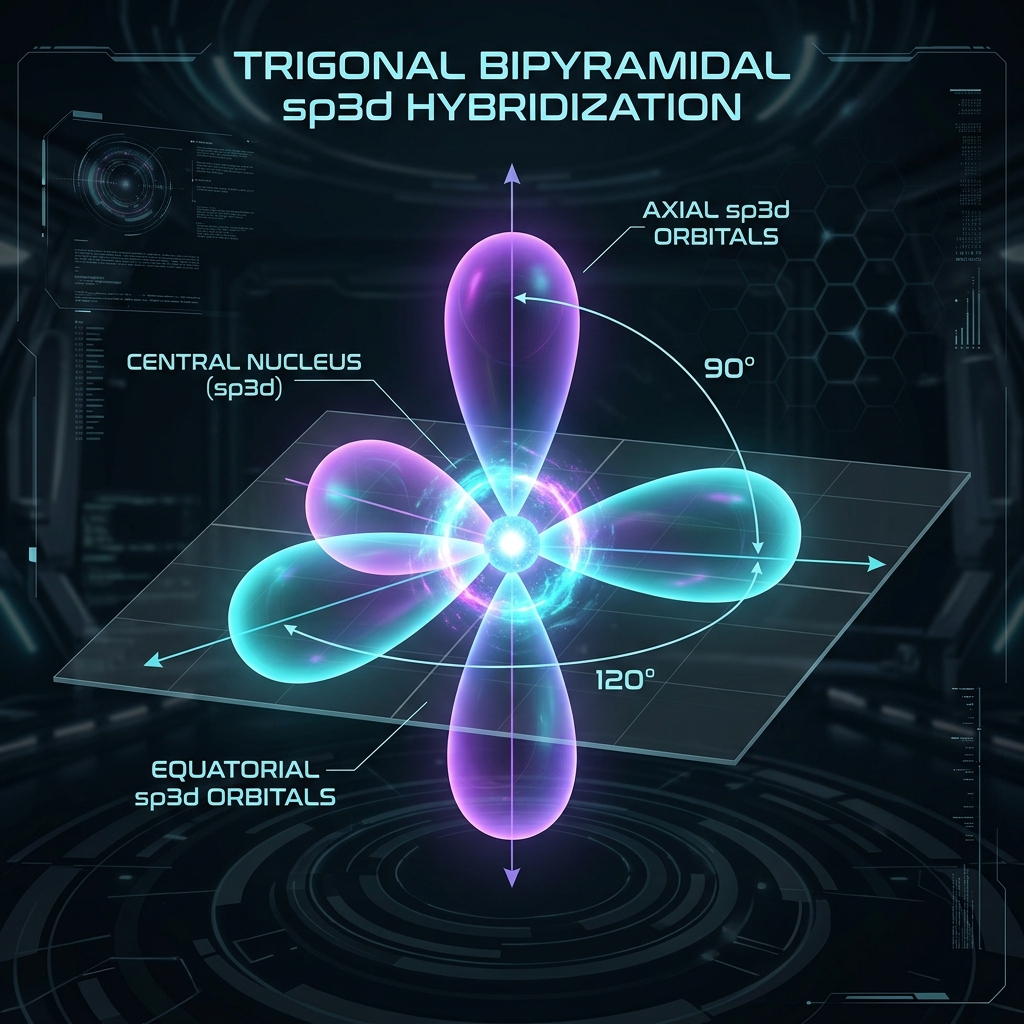 TRIGONAL BIPYRAMIDAL
sp3d HYBRIDIZATION
AXIAL sp3d
ORBITALS
CENTRAL NUCLEUS
(sp3d)
90°
120°
EQUATORIAL
sp3d ORBITALS